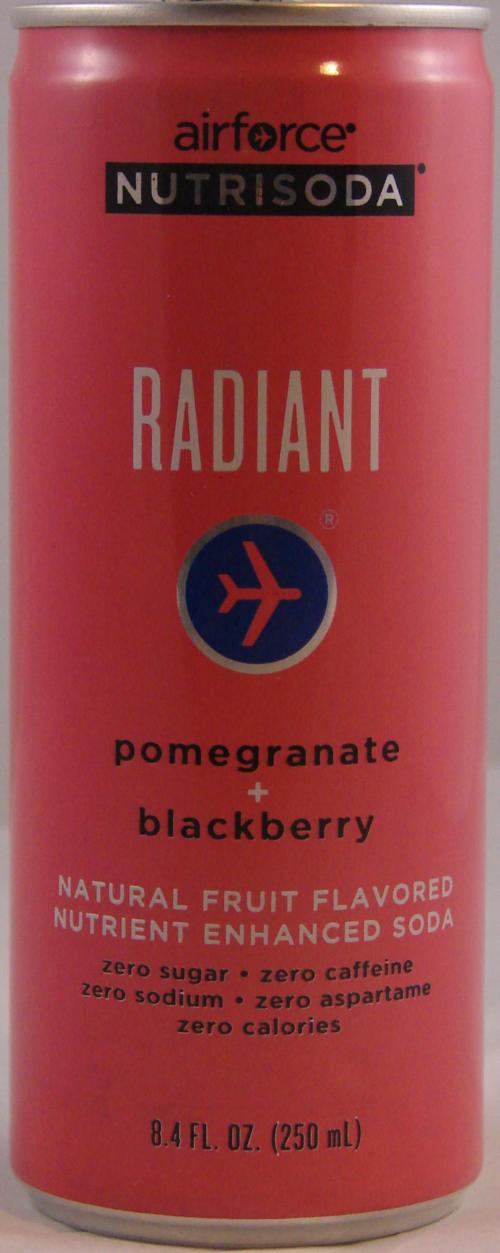 airforce
NUTRISODA
RADIANT
®
pomegranate
+
blackberry
NATURAL FRUIT FLAVORED
NUTRIENT ENHANCED SODA
zero sugar • zero caffeine
zero sodium • zero aspartame
zero calories
8.4 FL. OZ. (250 mL)